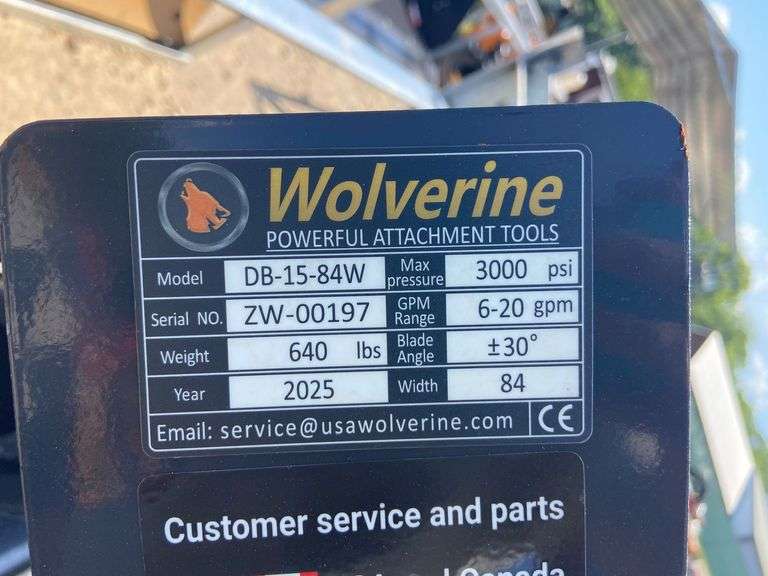 Wolverine
POWERFUL ATTACHMENT TOOLS
Model DB-15-84W Max pressure 3000 psi
Serial NO. ZW-00197 GPM Range 6-20 gpm
Weight 640 lbs Blade Angle ±30°
Year 2025 Width 84
Email: service@usawolverine.com CE
Customer service and parts
Canada